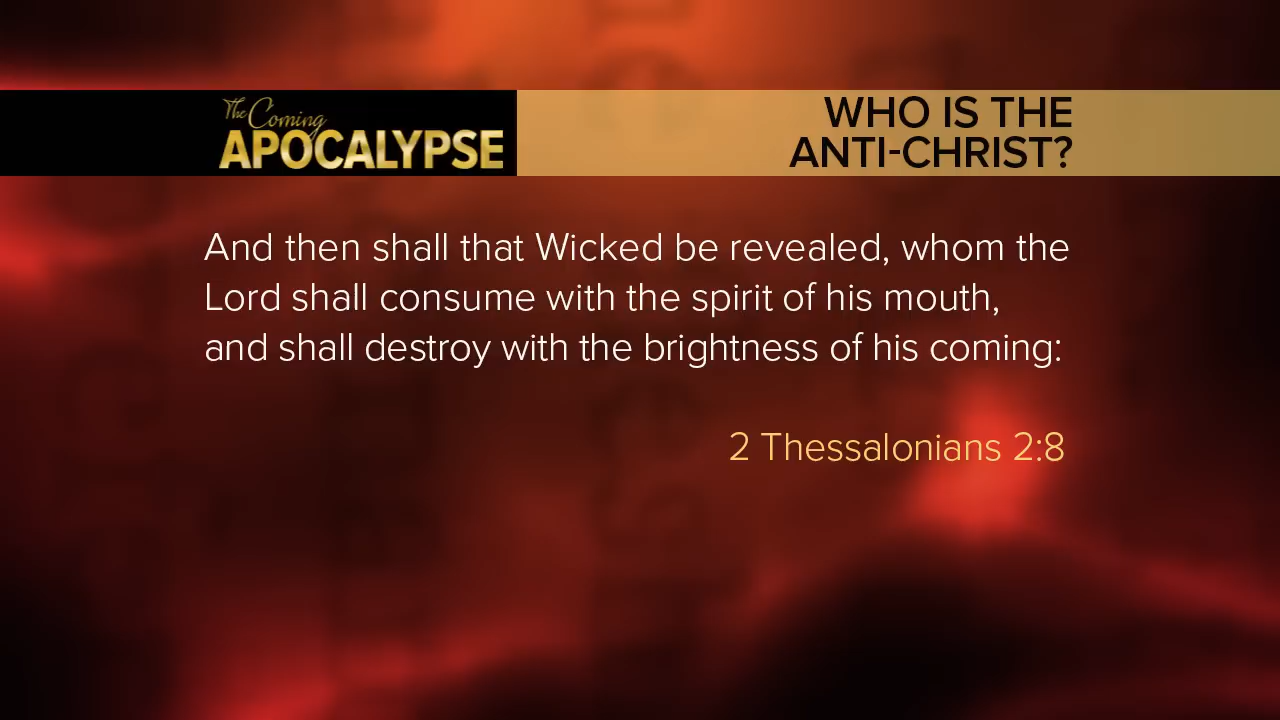 The Coming
APOCALYPSE
WHO IS THE
ANTI-CHRIST?
And then shall that Wicked be revealed, whom the
Lord shall consume with the spirit of his mouth,
and shall destroy with the brightness of his coming:
2 Thessalonians 2:8